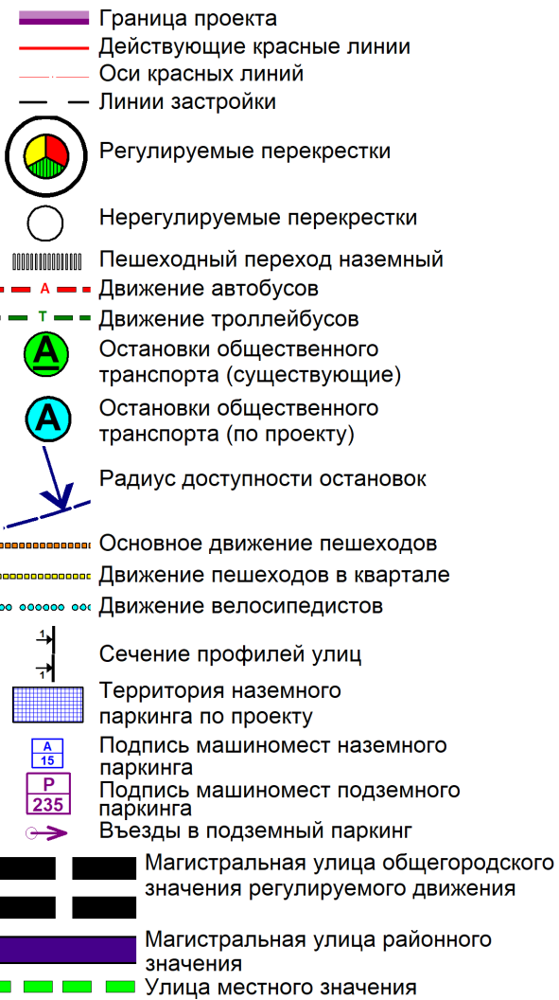 Граница проекта
Действующие красные линии
Оси красных линий
Линии застройки
Регулируемые перекрестки
Нерегулируемые перекрестки
Пешеходный переход наземный
А Движение автобусов
Т Движение троллейбусов
А Остановки общественного
транспорта (существующие)
А Остановки общественного
транспорта (по проекту)
Радиус доступности остановок
Основное движение пешеходов
Движение пешеходов в квартале
Движение велосипедистов
1
Сечение профилей улиц
1
Территория наземного
паркинга по проекту
А Подпись машиномест наземного
15 паркинга
Р Подпись машиномест подземного
235 паркинга
Въезды в подземный паркинг
Магистральная улица общегородского
значения регулируемого движения
Магистральная улица районного
значения
Улица местного значения